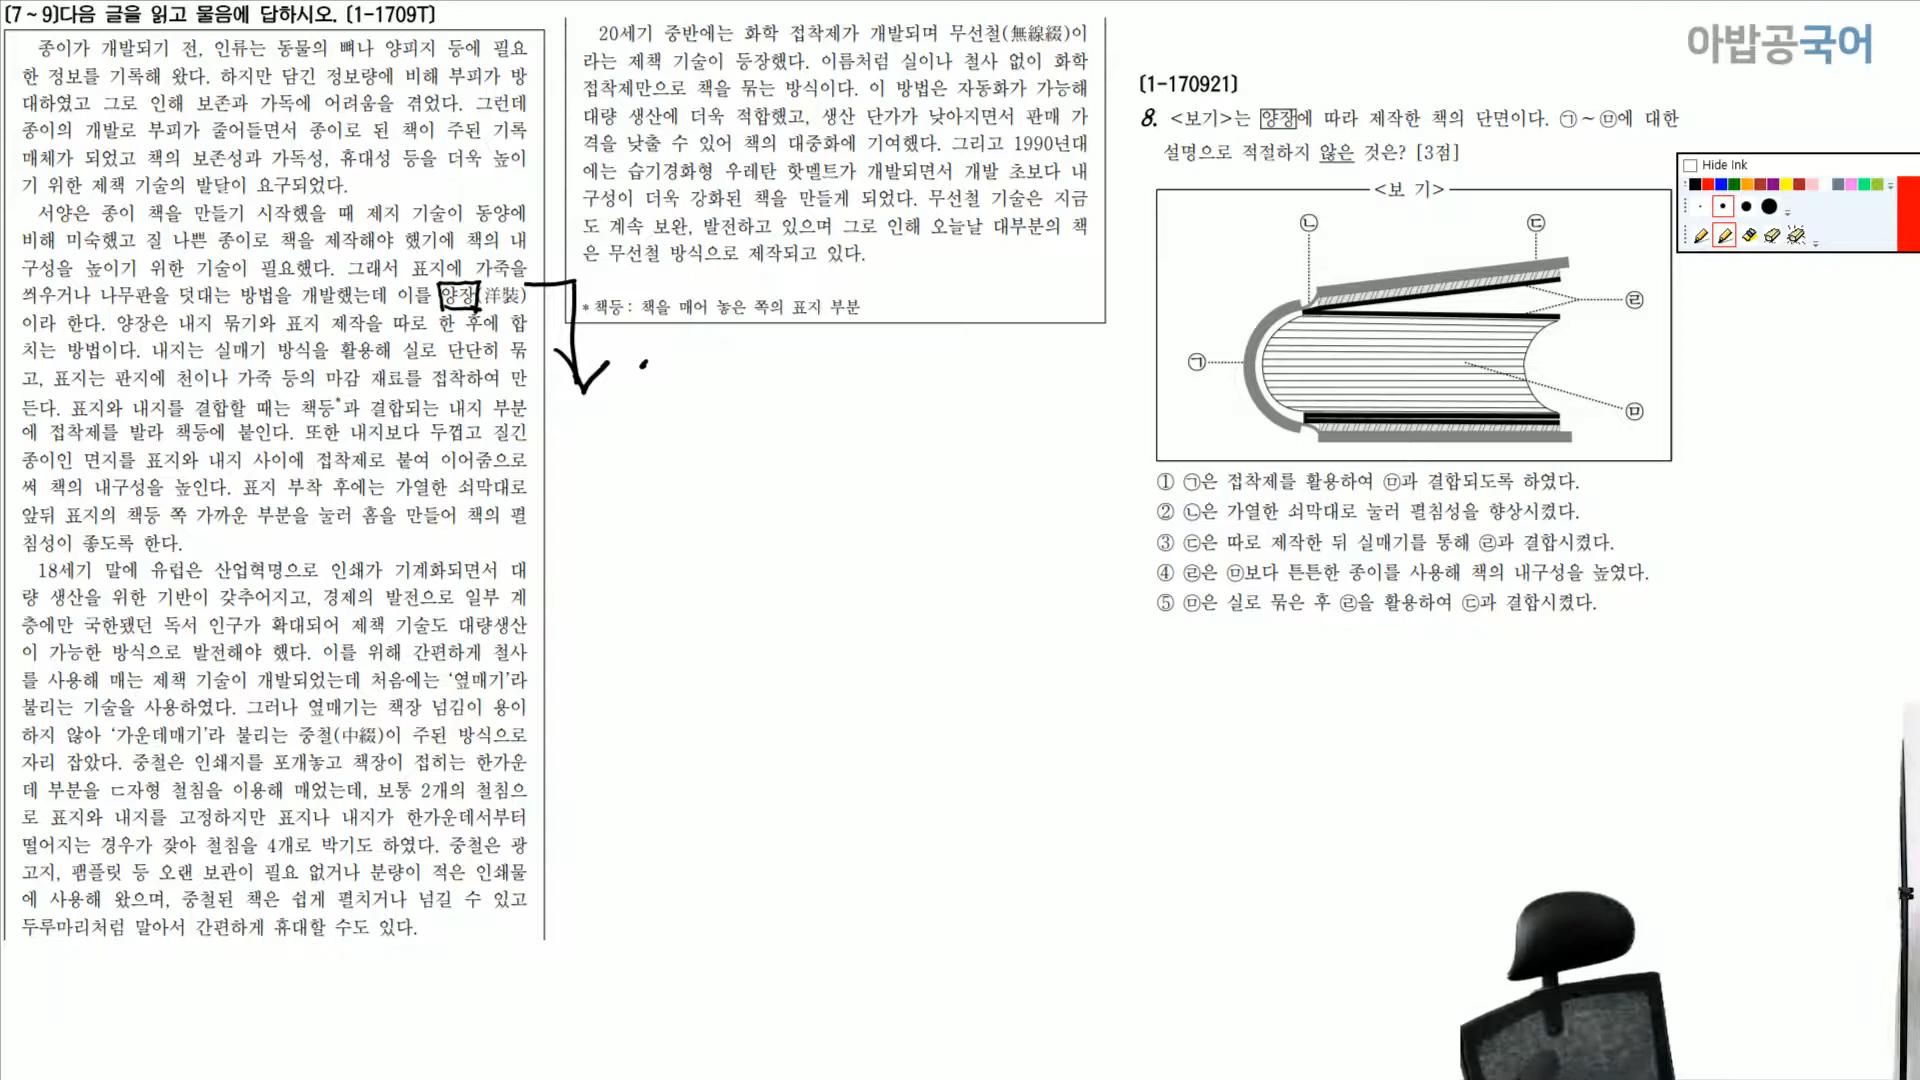 [7~9]다음 글을 읽고 물음에 답하시오. [1-1709T]
종이가 개발되기 전, 인류는 동물의 뼈나 양피지 등에 필요
한 정보를 기록해 왔다. 하지만 담긴 정보량에 비해 부피가 방
대하였고 그로 인해 보존과 가독에 어려움을 겪었다. 그런데
종이의 개발로 부피가 줄어들면서 종이로 된 책이 주된 기록
매체가 되었고 책의 보존성과 가독성, 휴대성 등을 더욱 높이
기 위한 제책 기술의 발달이 요구되었다.
서양은 종이 책을 만들기 시작했을 때 제지 기술이 동양에
비해 미숙했고 질 나쁜 종이로 책을 제작해야 했기에 책의 내
구성을 높이기 위한 기술이 필요했다. 그래서 표지에 가죽을
씌우거나 나무판을 덧대는 방법을 개발했는데 이를 양장(洋裝)
이라 한다. 양장은 내지 묶기와 표지 제작을 따로 한 후에 합
치는 방법이다. 내지는 실매기 방식을 활용해 실로 단단히 묶
고, 표지는 판지에 천이나 가죽 등의 마감 재료를 접착하여 만
든다. 표지와 내지를 결합할 때는 책등*과 결합되는 내지 부분
에 접착제를 발라 책등에 붙인다. 또한 내지보다 두껍고 질긴
종이인 면지를 표지와 내지 사이에 접착제로 붙여 이어줌으로
써 책의 내구성을 높인다. 표지 부착 후에는 가열한 쇠막대로
앞뒤 표지의 책등 쪽 가까운 부분을 눌러 홈을 만들어 책의 펼
침성이 좋도록 한다.
18세기 말에 유럽은 산업혁명으로 인쇄가 기계화되면서 대
량 생산을 위한 기반이 갖추어지고, 경제의 발전으로 일부 계
층에만 국한됐던 독서 인구가 확대되어 제책 기술도 대량생산
이 가능한 방식으로 발전해야 했다. 이를 위해 간편하게 철사
를 사용해 매는 제책 기술이 개발되었는데 처음에는 ‘옆매기’라
불리는 기술을 사용하였다. 그러나 옆매기는 책장 넘김이 용이
하지 않아 ‘가운데매기’라 불리는 중철(中綴)이 주된 방식으로
자리 잡았다. 중철은 인쇄지를 포개놓고 책장이 접히는 한가운
데 부분을 ㄷ자형 철침을 이용해 매었는데, 보통 2개의 철침으
로 표지와 내지를 고정하지만 표지나 내지가 한가운데서부터
떨어지는 경우가 잦아 철침을 4개로 박기도 하였다. 중철은 광
고지, 팸플릿 등 오랜 보관이 필요 없거나 분량이 적은 인쇄물
에 사용해 왔으며, 중철된 책은 쉽게 펼치거나 넘길 수 있고
두루마리처럼 말아서 간편하게 휴대할 수도 있다.
20세기 중반에는 화학 접착제가 개발되며 무선철(無線綴)이
라는 제책 기술이 등장했다. 이름처럼 실이나 철사 없이 화학
접착제만으로 책을 묶는 방식이다. 이 방법은 자동화가 가능해
대량 생산에 더욱 적합했고, 생산 단가가 낮아지면서 판매 가
격을 낮출 수 있어 책의 대중화에 기여했다. 그리고 1990년대
에는 습기경화형 우레탄 핫멜트가 개발되면서 개발 초보다 내
구성이 더욱 강화된 책을 만들게 되었다. 무선철 기술은 지금
도 계속 보완, 발전하고 있으며 그로 인해 오늘날 대부분의 책
은 무선철 방식으로 제작되고 있다.
* 책등: 책을 매어 놓은 쪽의 표지 부분
아밥공국어
[1-170921]
8. <보기>는 양장에 따라 제작한 책의 단면이다. ㉠~㉤에 대한
설명으로 적절하지 않은 것은? [3점]
<보 기>
㉡ ㉢
㉣
㉠
㉤
① ㉠은 접착제를 활용하여 ㉤과 결합되도록 하였다.
② ㉡은 가열한 쇠막대로 눌러 펼침성을 향상시켰다.
③ ㉢은 따로 제작한 뒤 실매기를 통해 ㉣과 결합시켰다.
④ ㉣은 ㉤보다 튼튼한 종이를 사용해 책의 내구성을 높였다.
⑤ ㉤은 실로 묶은 후 ㉣을 활용하여 ㉢과 결합시켰다.
Hide Ink